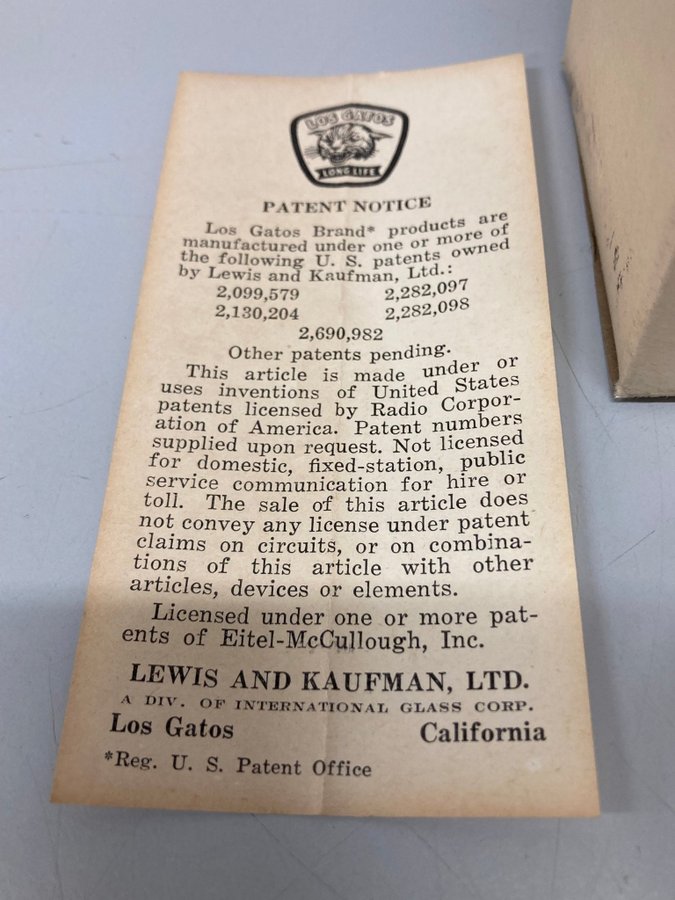 LOS GATOS
LONG LIFE
PATENT NOTICE
Los Gatos Brand* products are
manufactured under one or more of
the following U. S. patents owned
by Lewis and Kaufman, Ltd.:
2,099,579 2,282,097
2,130,204 2,282,098
2,690,982
Other patents pending.
This article is made under or
uses inventions of United States
patents licensed by Radio Corpor-
ation of America. Patent numbers
supplied upon request. Not licensed
for domestic, fixed-station, public
service communication for hire or
toll. The sale of this article does
not convey any license under patent
claims on circuits, or on combina-
tions of this article with other
articles, devices or elements.
Licensed under one or more pat-
ents of Eitel-McCullough, Inc.
LEWIS AND KAUFMAN, LTD.
A DIV. OF INTERNATIONAL GLASS CORP.
Los Gatos California
*Reg. U. S. Patent Office